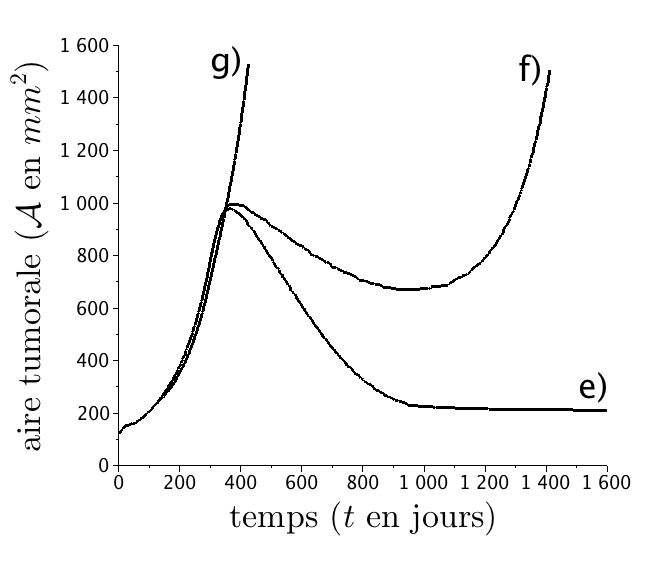 1 600
g)
f)
1 400
1 200
1 000
800
600
400
e)
200
0
0 200 400 600 800 1 000 1 200 1 400 1 600
temps (t en jours)
aire tumorale (𝒜 en mm²)